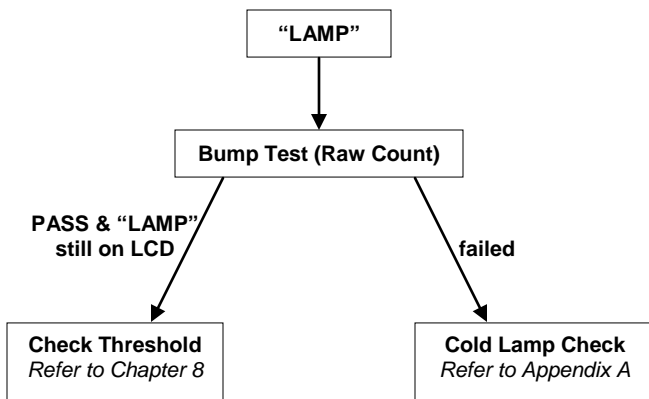 “LAMP”
Bump Test (Raw Count)
PASS & “LAMP”
still on LCD
failed
Check Threshold
Refer to Chapter 8
Cold Lamp Check
Refer to Appendix A